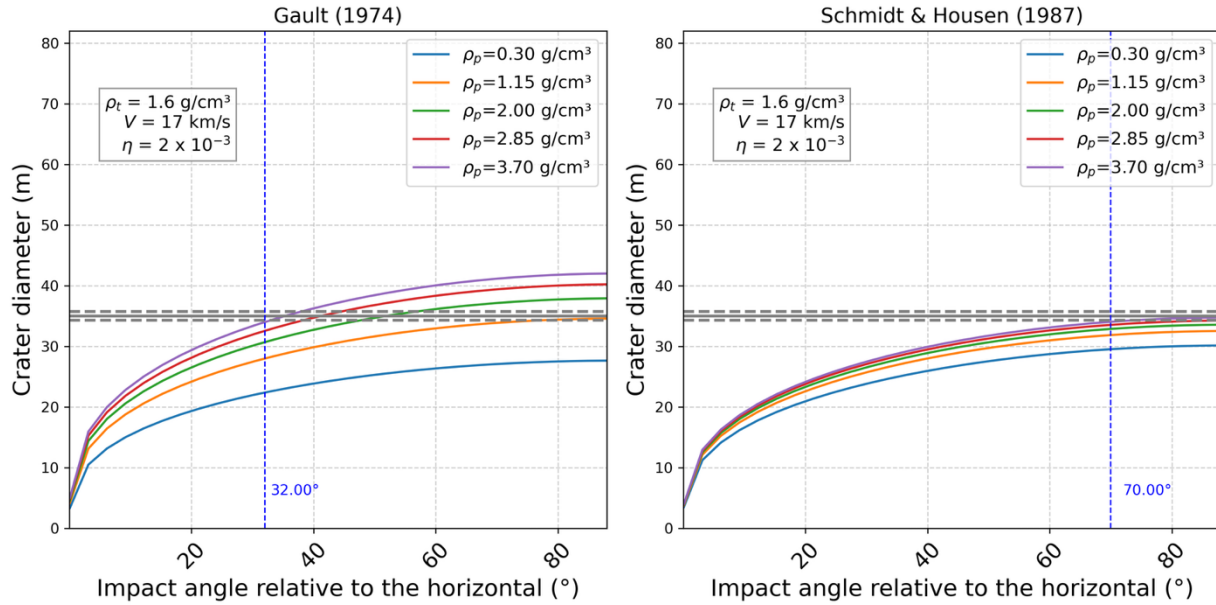 Gault (1974)
80
70
60
50
40
30
20
10
0
Crater diameter (m)
ρt = 1.6 g/cm³
V = 17 km/s
η = 2 x 10⁻³
ρp=0.30 g/cm³
ρp=1.15 g/cm³
ρp=2.00 g/cm³
ρp=2.85 g/cm³
ρp=3.70 g/cm³
32.00°
20 40 60 80
Impact angle relative to the horizontal (°)
Schmidt & Housen (1987)
80
70
60
50
40
30
20
10
0
Crater diameter (m)
ρt = 1.6 g/cm³
V = 17 km/s
η = 2 x 10⁻³
ρp=0.30 g/cm³
ρp=1.15 g/cm³
ρp=2.00 g/cm³
ρp=2.85 g/cm³
ρp=3.70 g/cm³
70.00°
20 40 60 80
Impact angle relative to the horizontal (°)